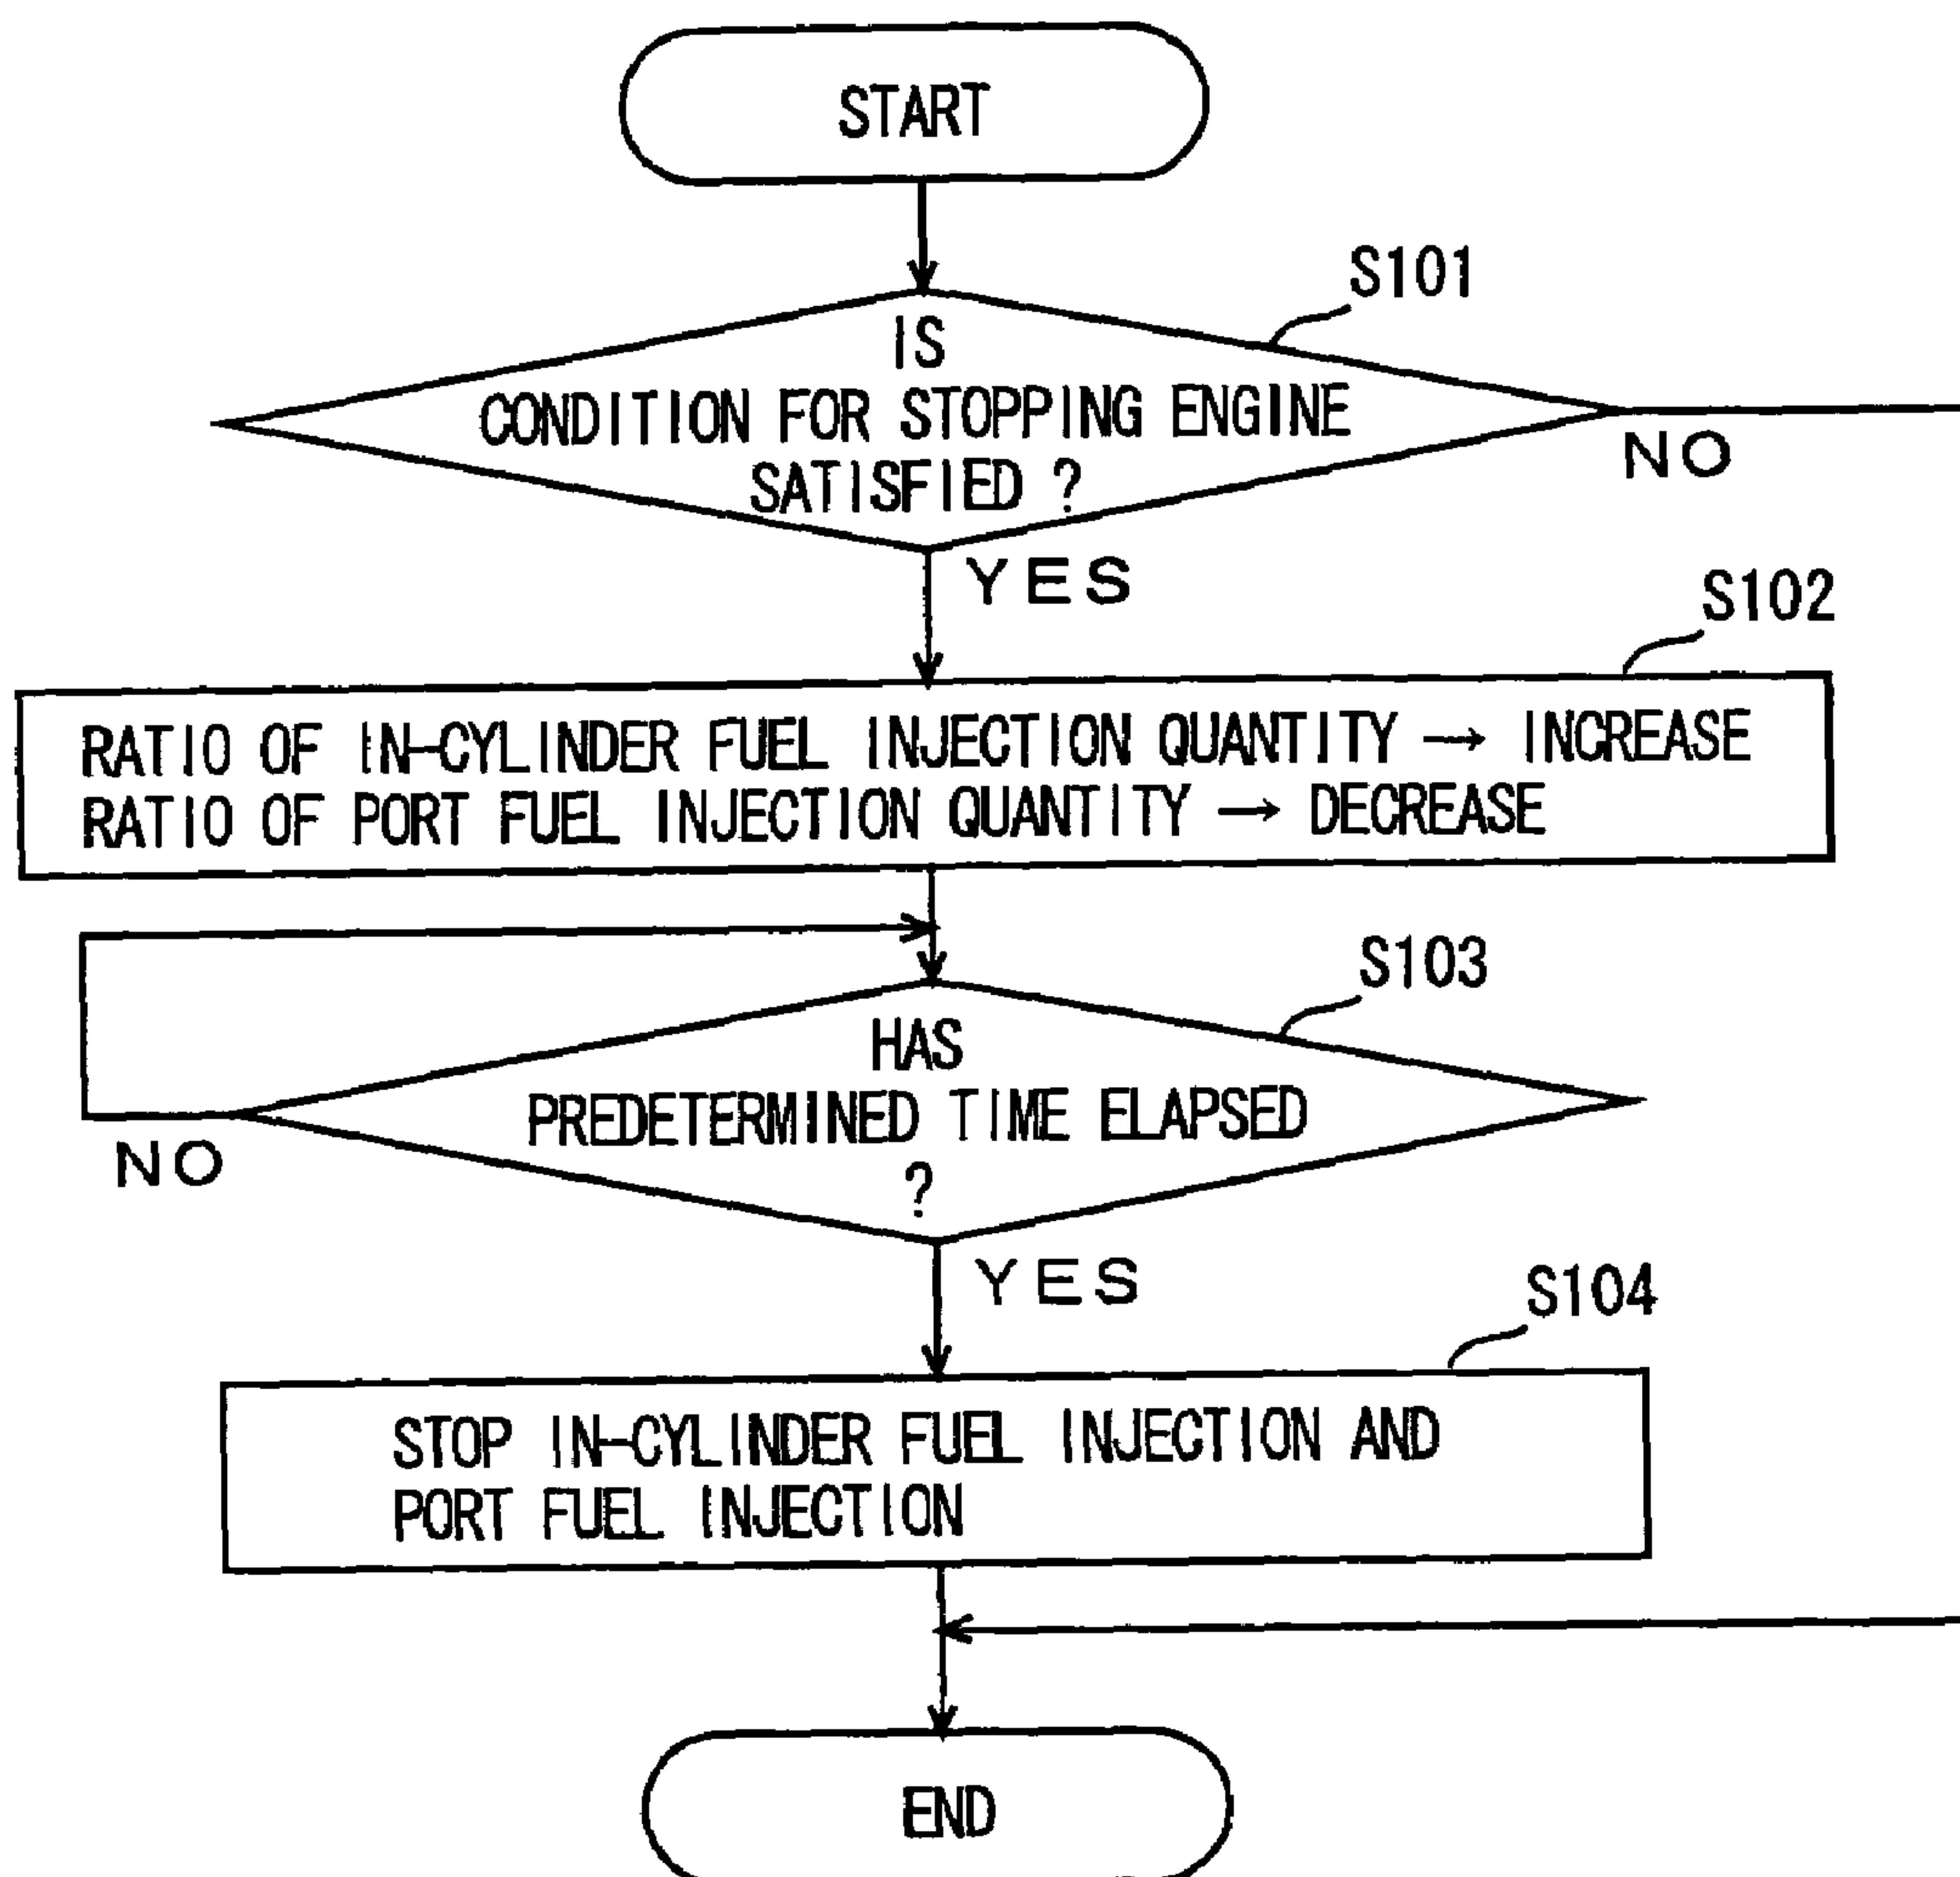 START
S101
IS
CONDITION FOR STOPPING ENGINE
SATISFIED ?
NO
YES
S102
RATIO OF IN-CYLINDER FUEL INJECTION QUANTITY → INCREASE
RATIO OF PORT FUEL INJECTION QUANTITY → DECREASE
S103
HAS
PREDETERMINED TIME ELAPSED
?
NO
YES
S104
STOP IN-CYLINDER FUEL INJECTION AND
PORT FUEL INJECTION
END